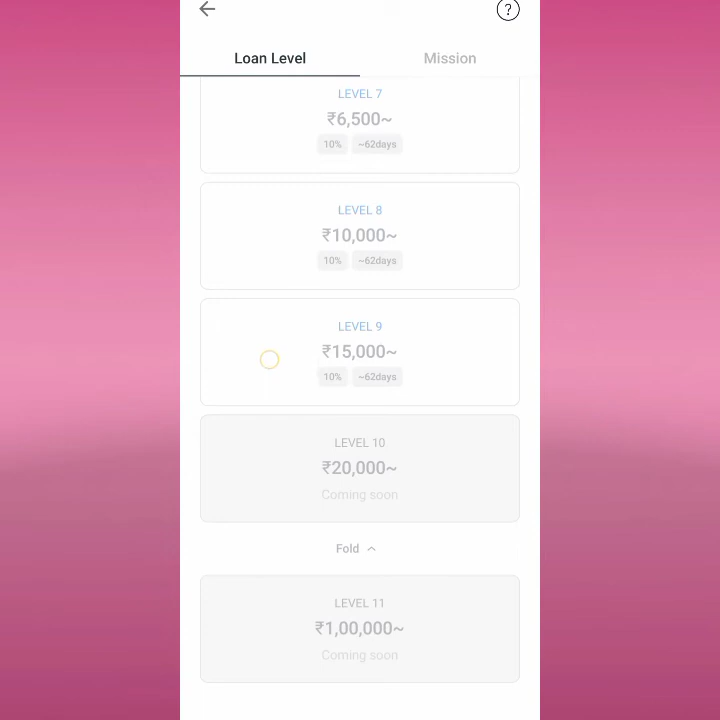 ?
Loan Level
Mission
LEVEL 7
₹6,500~
10% ~62days
LEVEL 8
₹10,000~
10% ~62days
LEVEL 9
₹15,000~
10% ~62days
LEVEL 10
₹20,000~
Coming soon
Fold
LEVEL 11
₹1,00,000~
Coming soon